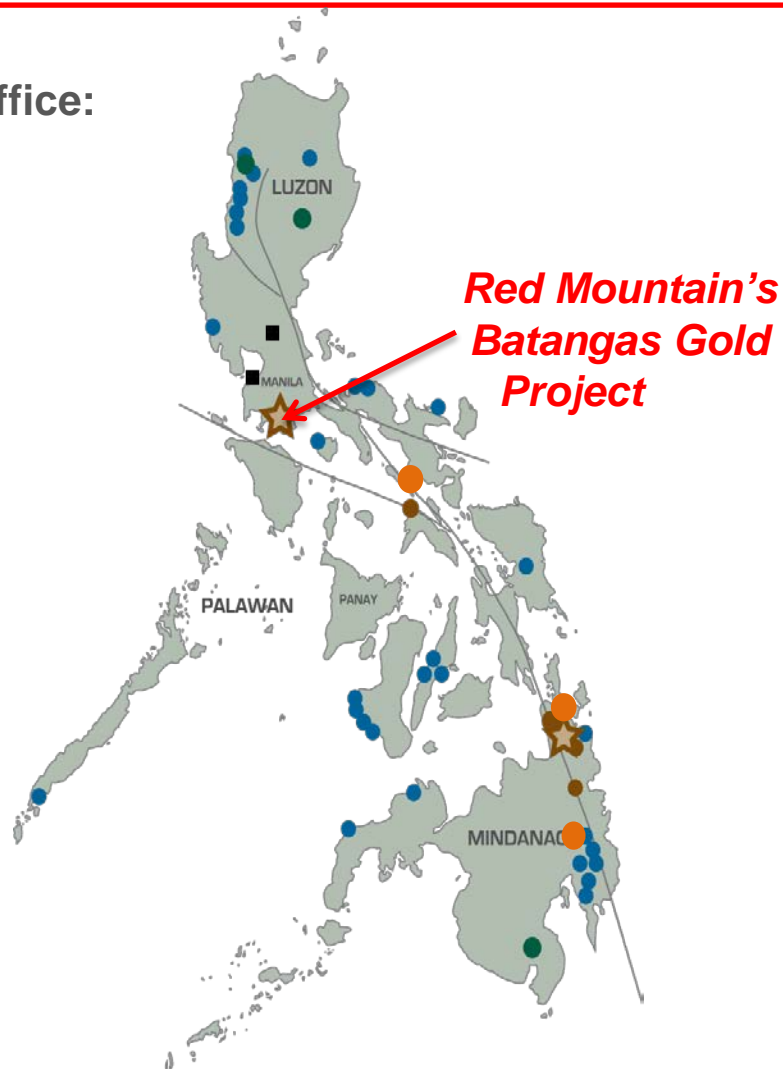 ffice:
LUZON
Red Mountain's
Batangas Gold
Project
MANILA
PALAWAN
PANAY
MINDANAO